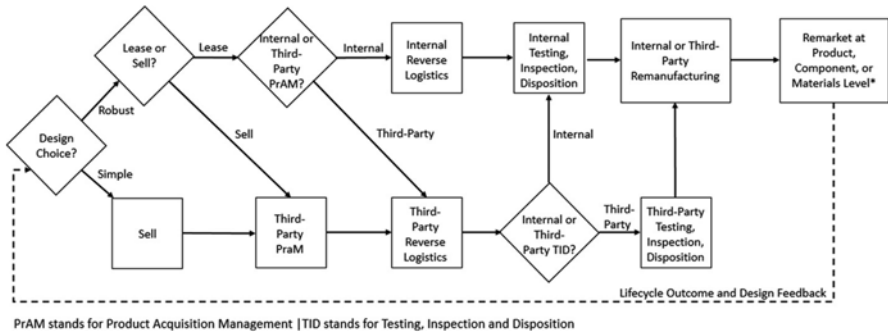 Lease or
Sell?
Lease
Internal or
Third-
Party
PrAM?
Internal
Internal
Reverse
Logistics
Internal
Testing,
Inspection,
Disposition
Internal or Third-
Party
Remanufacturing
Remarket at
Product,
Component, or
Materials Level*
Robust
Design
Choice?
Simple
Sell
Third-Party
Internal
Sell
Third-
Party
PraM
Third-
Party
Reverse
Logistics
Internal or
Third-
Party TID?
Third-
Party
Third-Party
Testing,
Inspection,
Disposition
Lifecycle Outcome and Design Feedback
PrAM stands for Product Acquisition Management |TID stands for Testing, Inspection and Disposition